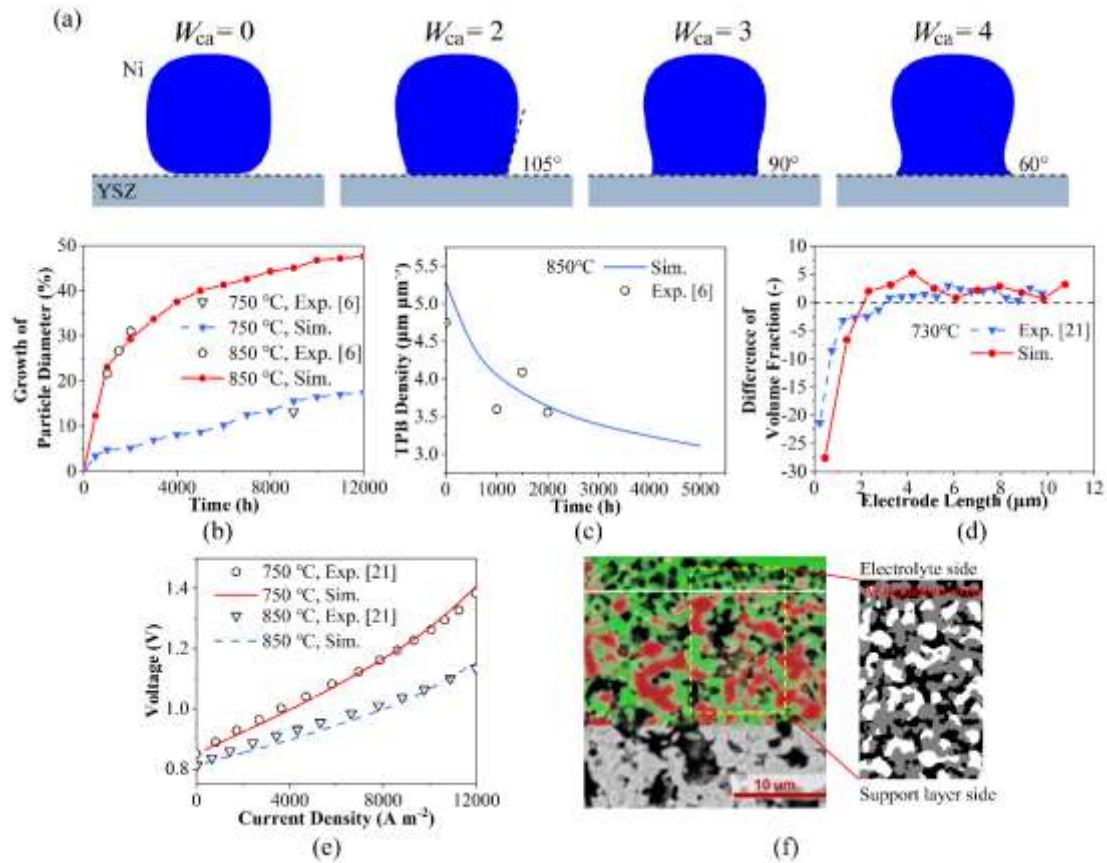 (a)
W_ca = 0
W_ca = 2
W_ca = 3
W_ca = 4
Ni
105°
90°
60°
YSZ
Growth of
Particle Diameter (%)
50
40
30
20
10
0
750 °C, Exp. [6]
750 °C, Sim.
850 °C, Exp. [6]
850 °C, Sim.
0 4000 8000 12000
Time (h)
(b)
TPB Density (μm μm⁻³)
5.5
5.0
4.5
4.0
3.5
3.0
850℃
Sim.
Exp. [6]
0 1000 2000 3000 4000 5000
Time (h)
(c)
Difference of
Volume Fraction (-)
10
5
0
-5
-10
-15
-20
-25
-30
730℃
Exp. [21]
Sim.
0 2 4 6 8 10 12
Electrode Length (μm)
(d)
Voltage (V)
1.4
1.2
1.0
0.8
750 °C, Exp. [21]
750 °C, Sim.
850 °C, Exp. [21]
850 °C, Sim.
0 4000 8000 12000
Current Density (A m⁻²)
(e)
Electrolyte side
10 μm
Support layer side
(f)